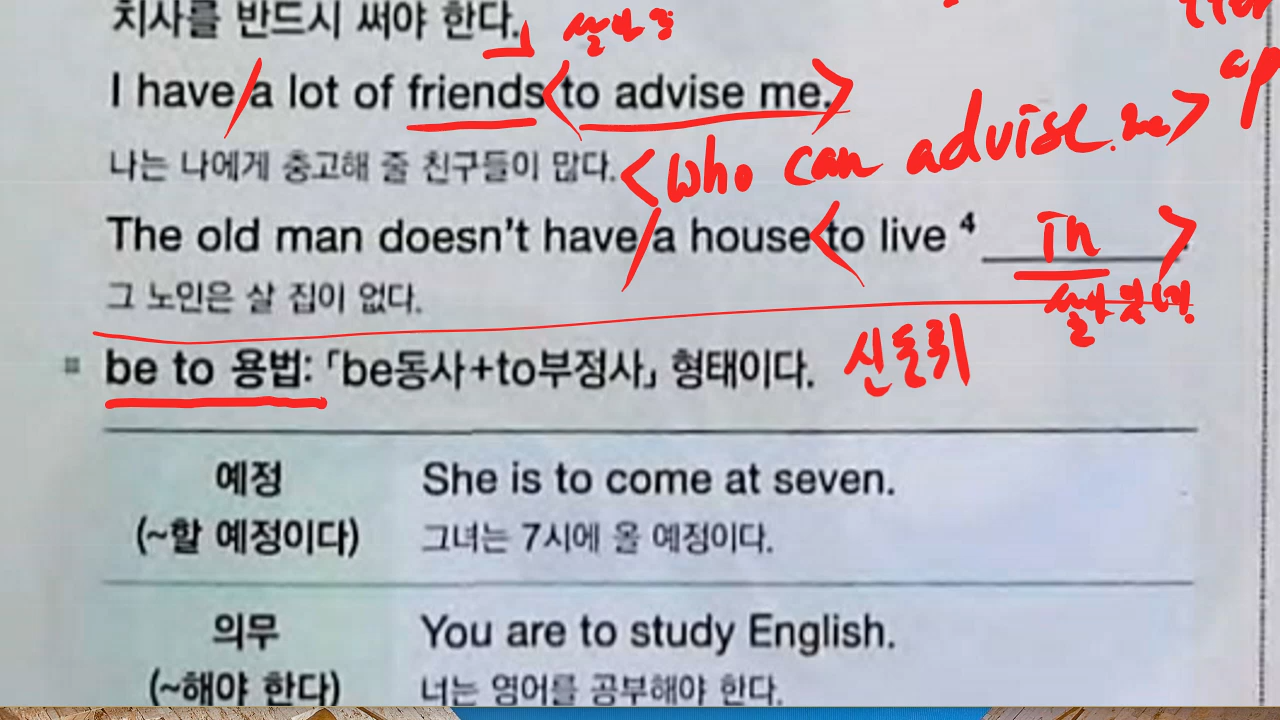 치사를 반드시 써야 한다.
I have a lot of friends to advise me.
나는 나에게 충고해 줄 친구들이 많다.
who can advise me
The old man doesn't have a house to live ⁴ in
그 노인은 살 집이 없다.
be to 용법: 「be동사+to부정사」 형태이다.
예정 She is to come at seven.
(~할 예정이다) 그녀는 7시에 올 예정이다.
의무 You are to study English.
(~해야 한다) 너는 영어를 공부해야 한다.